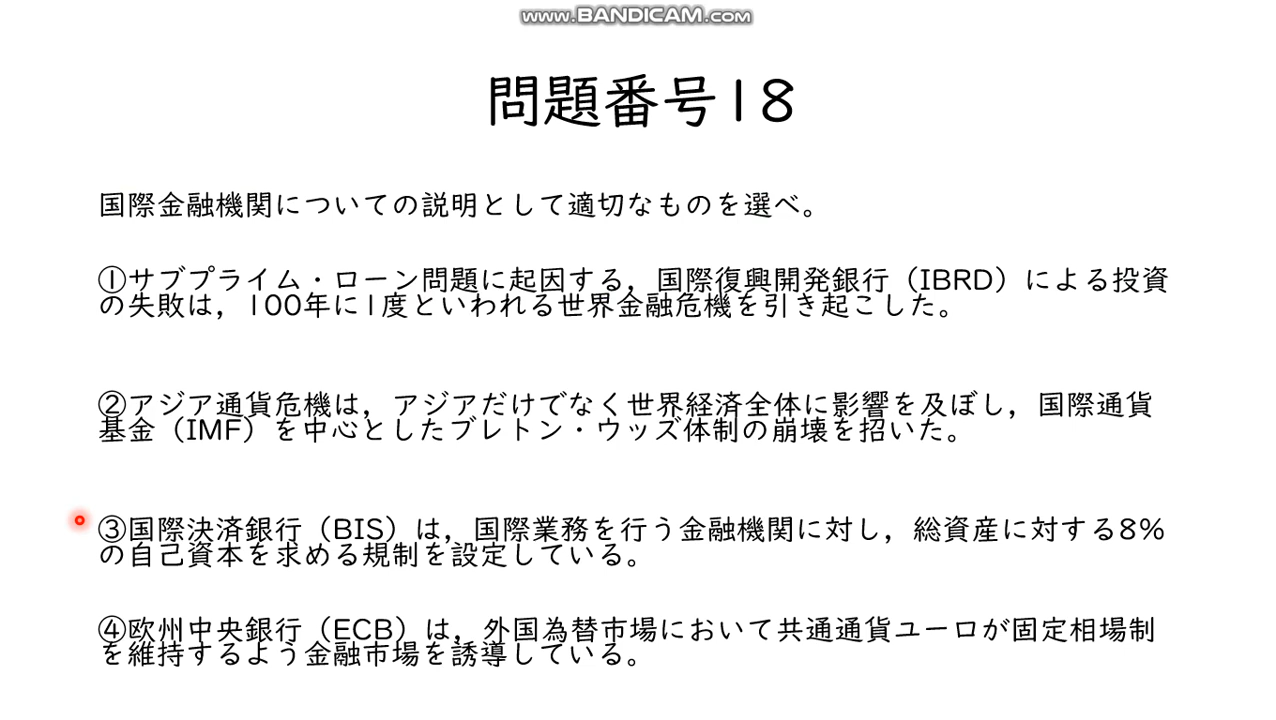 www.BANDICAM.com
問題番号18
国際金融機関についての説明として適切なものを選べ。
①サブプライム・ローン問題に起因する，国際復興開発銀行（IBRD）による投資
の失敗は，100年に1度といわれる世界金融危機を引き起こした。
②アジア通貨危機は，アジアだけでなく世界経済全体に影響を及ぼし，国際通貨
基金（IMF）を中心としたブレトン・ウッズ体制の崩壊を招いた。
③国際決済銀行（BIS）は，国際業務を行う金融機関に対し，総資産に対する8%
の自己資本を求める規制を設定している。
④欧州中央銀行（ECB）は，外国為替市場において共通通貨ユーロが固定相場制
を維持するよう金融市場を誘導している。